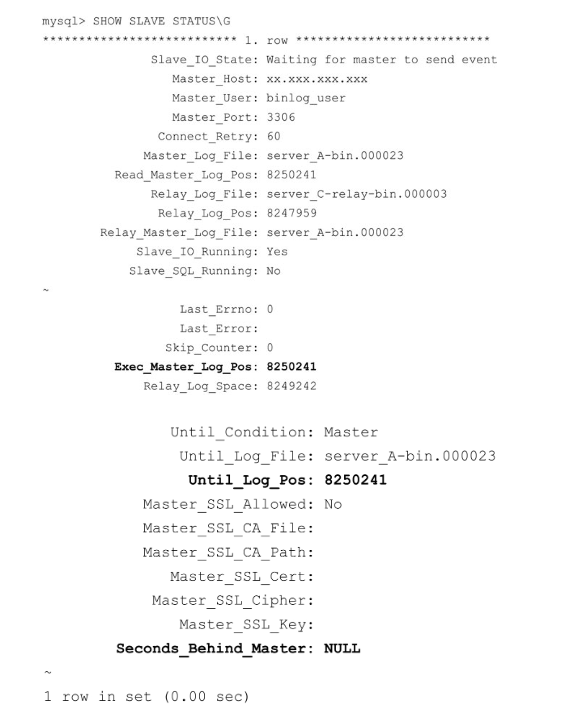 mysql> SHOW SLAVE STATUS\G
*************************** 1. row ***************************
Slave_IO_State: Waiting for master to send event
Master_Host: xx.xxx.xxx.xxx
Master_User: binlog_user
Master_Port: 3306
Connect_Retry: 60
Master_Log_File: server_A-bin.000023
Read_Master_Log_Pos: 8250241
Relay_Log_File: server_C-relay-bin.000003
Relay_Log_Pos: 8247959
Relay_Master_Log_File: server_A-bin.000023
Slave_IO_Running: Yes
Slave_SQL_Running: No
~
Last_Errno: 0
Last_Error:
Skip_Counter: 0
Exec_Master_Log_Pos: 8250241
Relay_Log_Space: 8249242
Until_Condition: Master
Until_Log_File: server_A-bin.000023
Until_Log_Pos: 8250241
Master_SSL_Allowed: No
Master_SSL_CA_File:
Master_SSL_CA_Path:
Master_SSL_Cert:
Master_SSL_Cipher:
Master_SSL_Key:
Seconds_Behind_Master: NULL
~
1 row in set (0.00 sec)